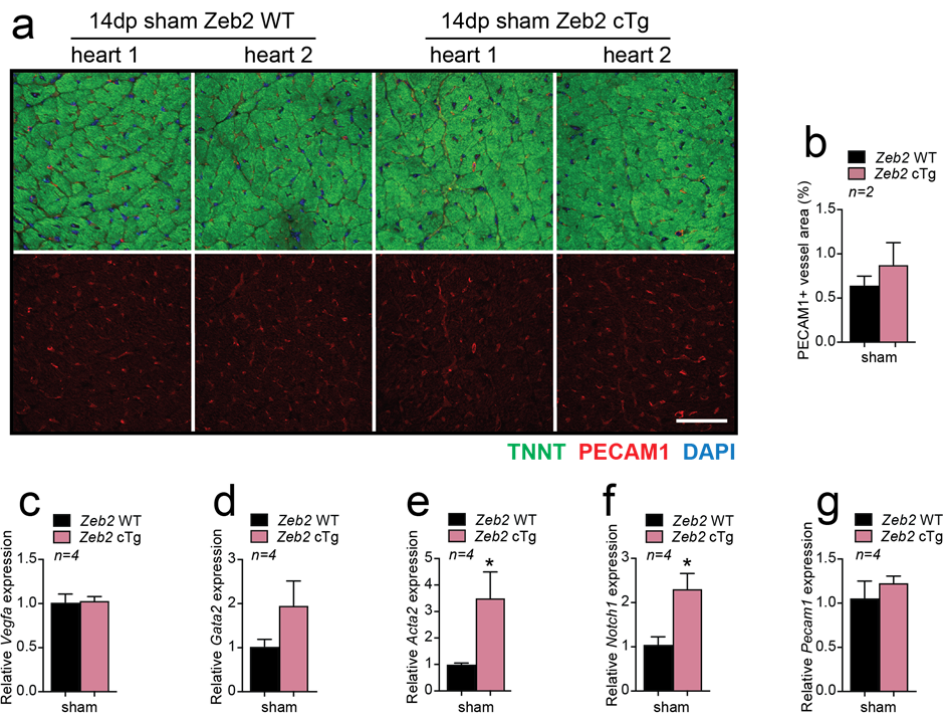 a
14dp sham Zeb2 WT
14dp sham Zeb2 cTg
heart 1
heart 2
heart 1
heart 2
TNNT PECAM1 DAPI
b
Zeb2 WT
Zeb2 cTg
n=2
PECAM1+ vessel area (%)
1.5
1.0
0.5
0.0
sham
c
Zeb2 WT
Zeb2 cTg
n=4
Relative Vegfa expression
1.5
1.0
0.5
0.0
sham
d
Zeb2 WT
Zeb2 cTg
n=4
Relative Gata2 expression
3
2
1
0
sham
e
Zeb2 WT
Zeb2 cTg
n=4
*
Relative Acta2 expression
5
4
3
2
1
0
sham
f
Zeb2 WT
Zeb2 cTg
n=4
*
Relative Notch1 expression
3
2
1
0
sham
g
Zeb2 WT
Zeb2 cTg
n=4
Relative Pecam1 expression
1.5
1.0
0.5
0.0
sham